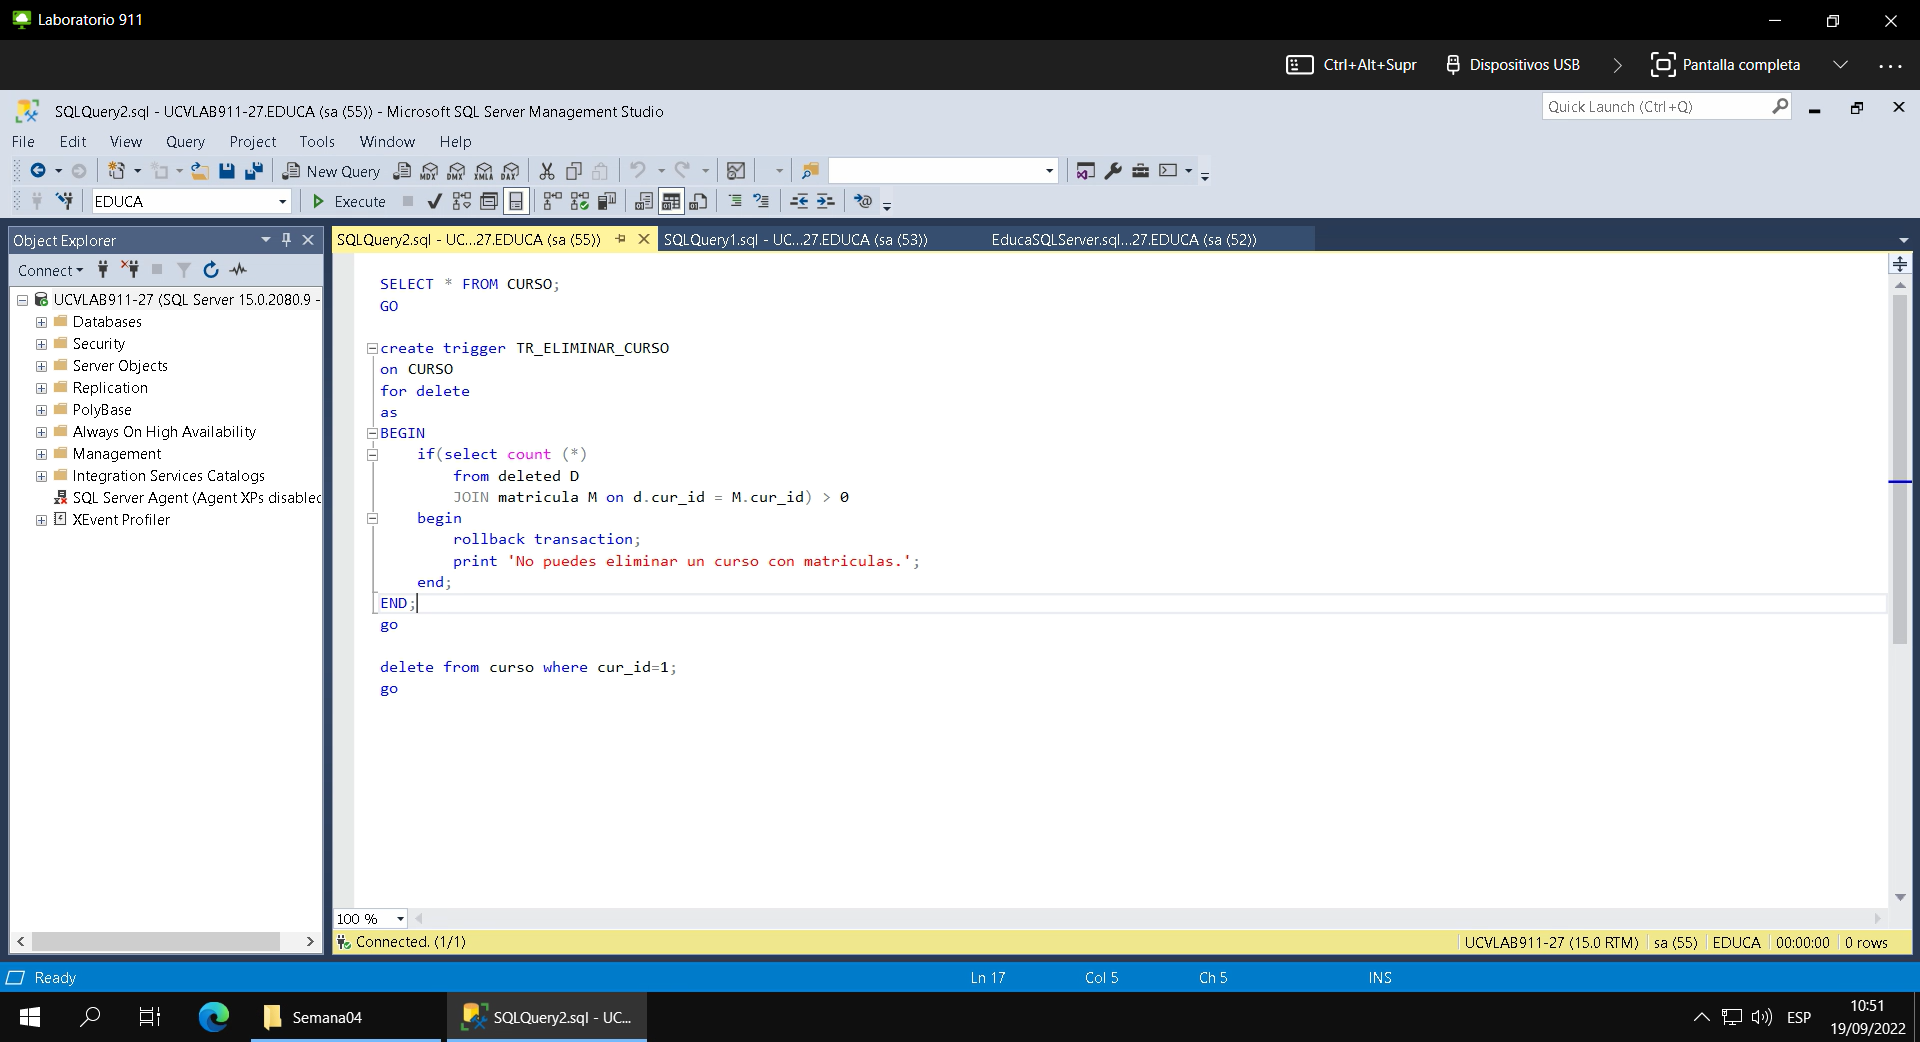 Laboratorio 911
Ctrl+Alt+Supr
Dispositivos USB
Pantalla completa
SQLQuery2.sql - UCVLAB911-27.EDUCA (sa (55)) - Microsoft SQL Server Management Studio
Quick Launch (Ctrl+Q)
File Edit View Query Project Tools Window Help
New Query MDX DMX XMLA DAX
EDUCA
Execute
Object Explorer
SQLQuery2.sql - UC...27.EDUCA (sa (55))
SQLQuery1.sql - UC...27.EDUCA (sa (53))
EducaSQLServer.sql...27.EDUCA (sa (52))
Connect
UCVLAB911-27 (SQL Server 15.0.2080.9 -
Databases
Security
Server Objects
Replication
PolyBase
Always On High Availability
Management
Integration Services Catalogs
SQL Server Agent (Agent XPs disabled
XEvent Profiler
SELECT * FROM CURSO;
GO
create trigger TR_ELIMINAR_CURSO
on CURSO
for delete
as
BEGIN
if(select count (*)
from deleted D
JOIN matricula M on d.cur_id = M.cur_id) > 0
begin
rollback transaction;
print 'No puedes eliminar un curso con matriculas.';
end;
END;
go
delete from curso where cur_id=1;
go
100 %
Connected. (1/1)
UCVLAB911-27 (15.0 RTM)
sa (55)
EDUCA
00:00:00
0 rows
Ready
Ln 17
Col 5
Ch 5
INS
Semana04
SQLQuery2.sql - UC...
ESP
10:51
19/09/2022